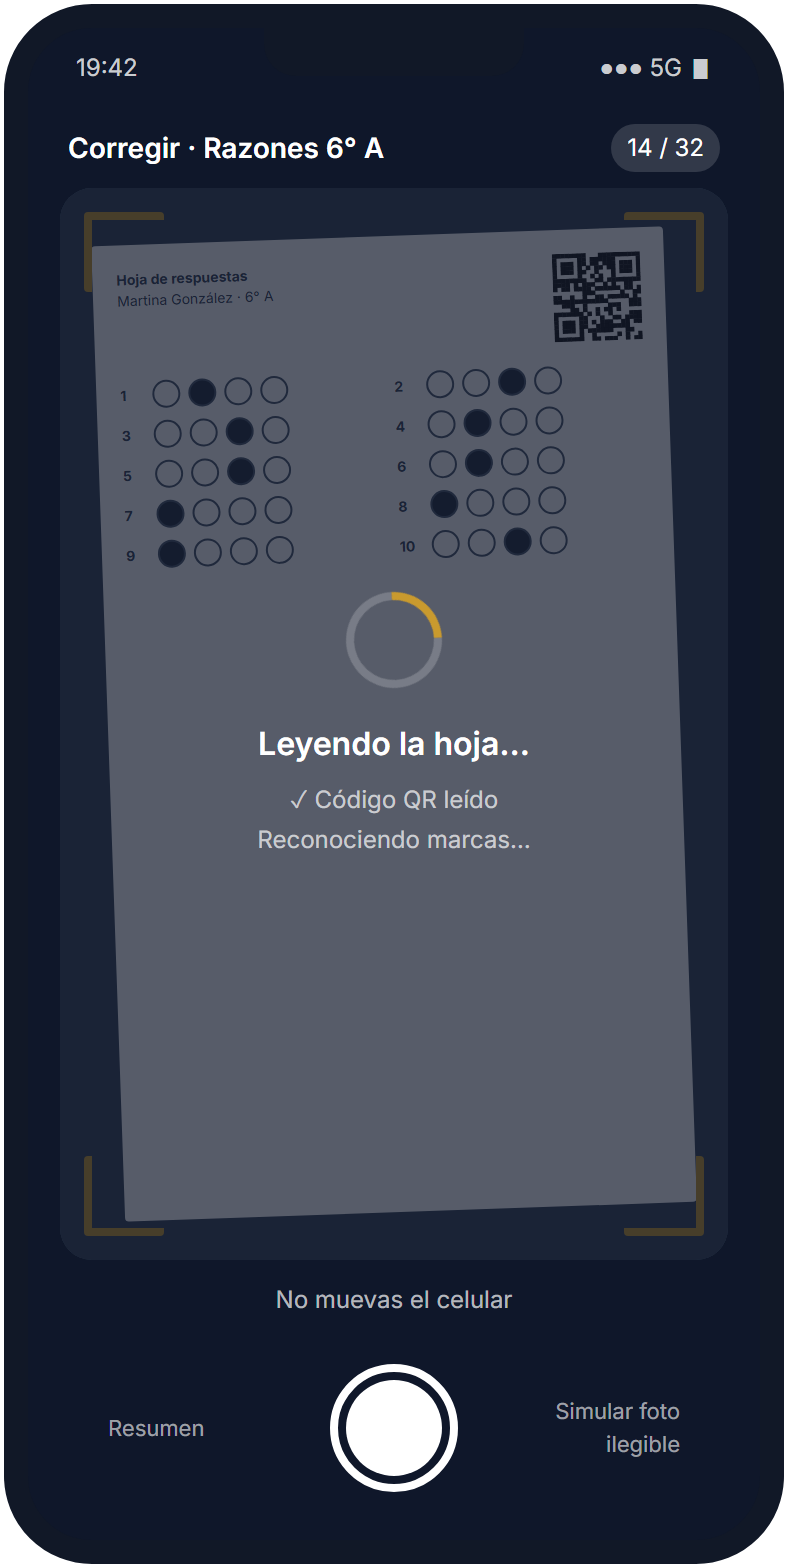 19:42
●●● 5G
Corregir · Razones 6° A
14 / 32
Hoja de respuestas
Martina González · 6° A
1
2
3
4
5
6
7
8
9
10
Leyendo la hoja...
✓ Código QR leído
Reconociendo marcas...
No muevas el celular
Resumen
Simular foto
ilegible